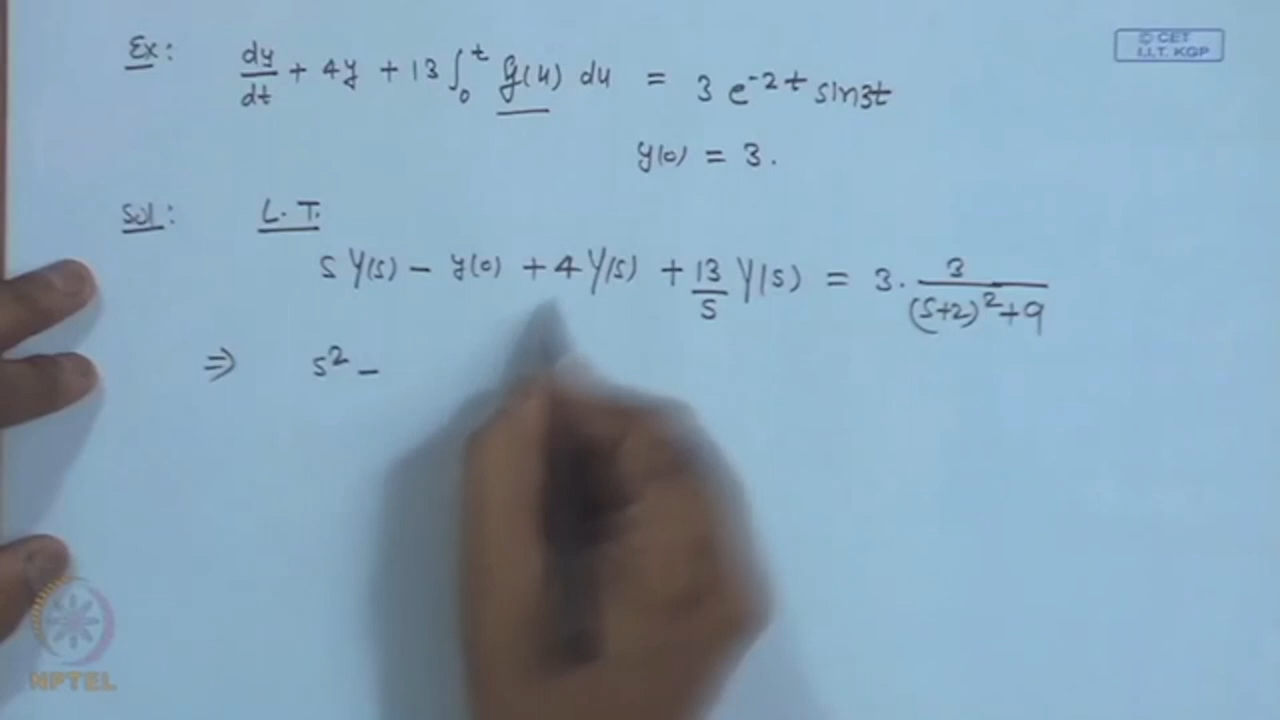 © CET
I.I.T. KGP
Ex: dy/dt + 4y + 13 ∫₀ᵗ y(u) du = 3 e^{-2t} sin3t
y(0) = 3.
Sol: L.T.
s Y(s) - y(0) + 4 Y(s) + 13/s Y(s) = 3 · 3/((s+2)²+9)
⇒ s² -
NPTEL